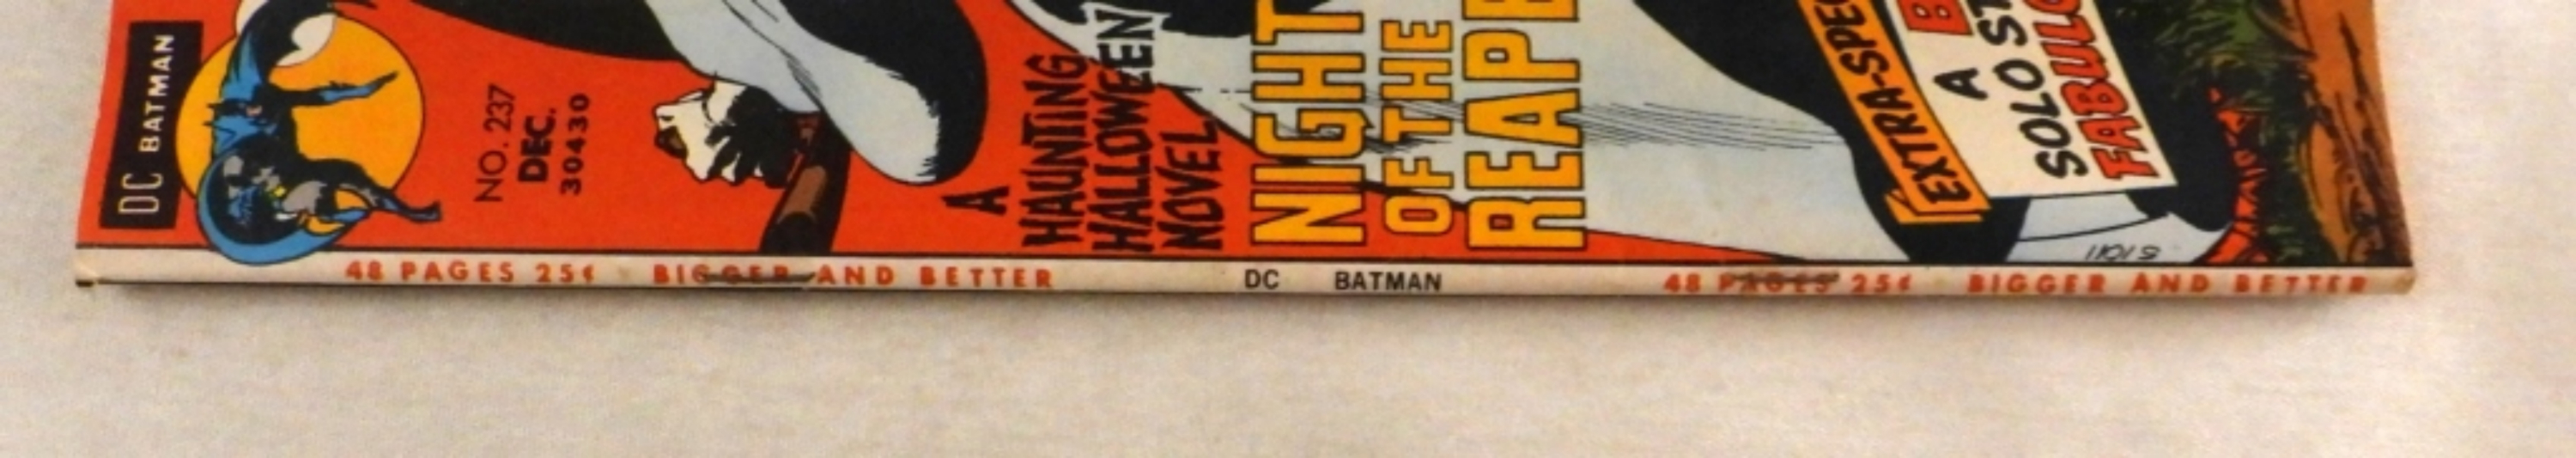 DC BATMAN
NO. 237
DEC.
30430
A
HAUNTING
HALLOWEEN
NOVEL
NIGHT
OF THE
REAPE
EXTRA-SPE
B
A
SOLO ST
FABULO
48 PAGES 25¢ BIGGER AND BETTER DC BATMAN 48 PAGES 25¢ BIGGER AND BETTER